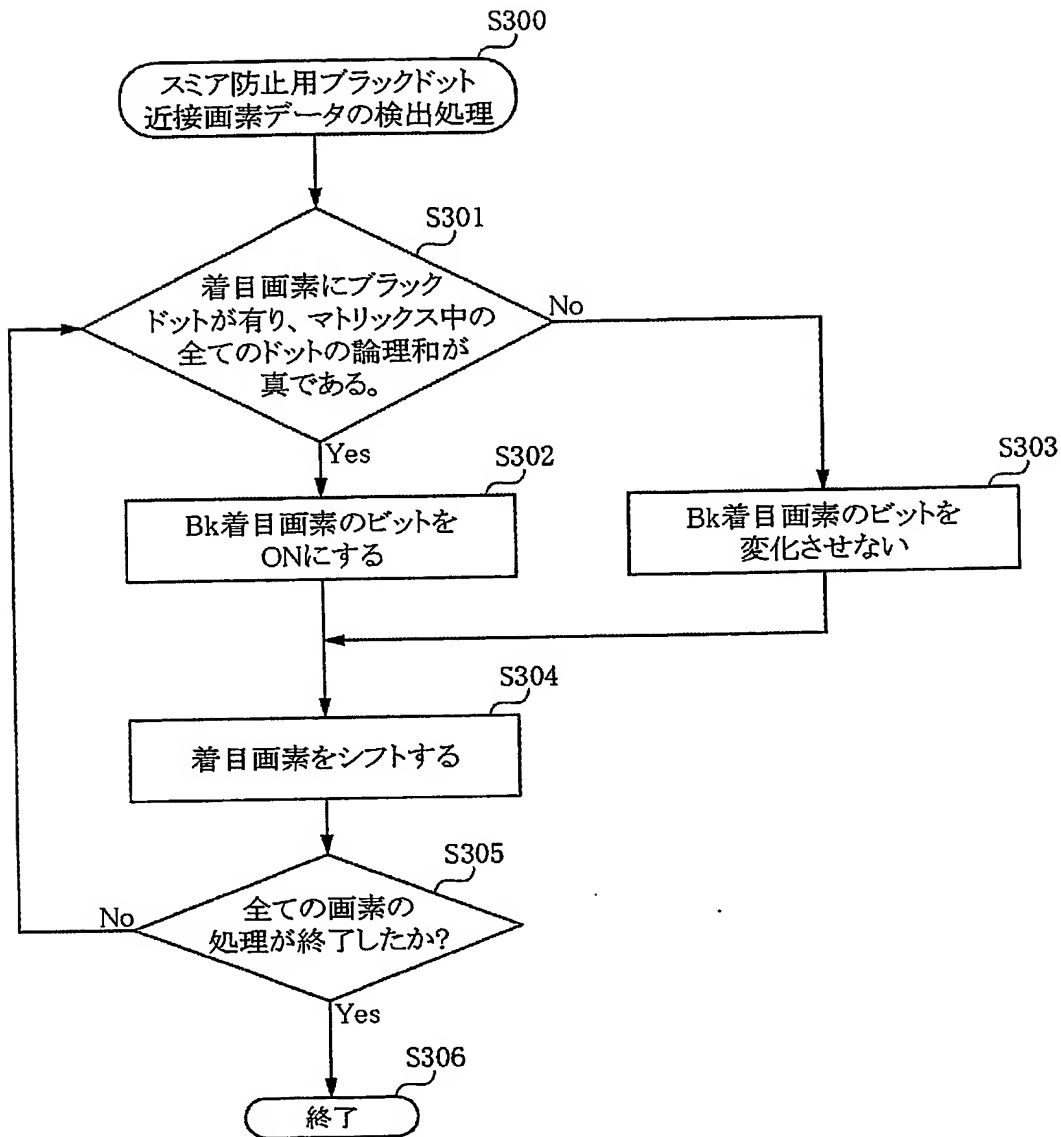 S300
スミア防止用ブラックドット
近接画素データの検出処理
S301
着目画素にブラック
ドットが有り、マトリックス中の
全てのドットの論理和が
真である。
No
Yes
S302
Bk着目画素のビットを
ONにする
S303
Bk着目画素のビットを
変化させない
S304
着目画素をシフトする
S305
全ての画素の
処理が終了したか?
No
Yes
S306
終了